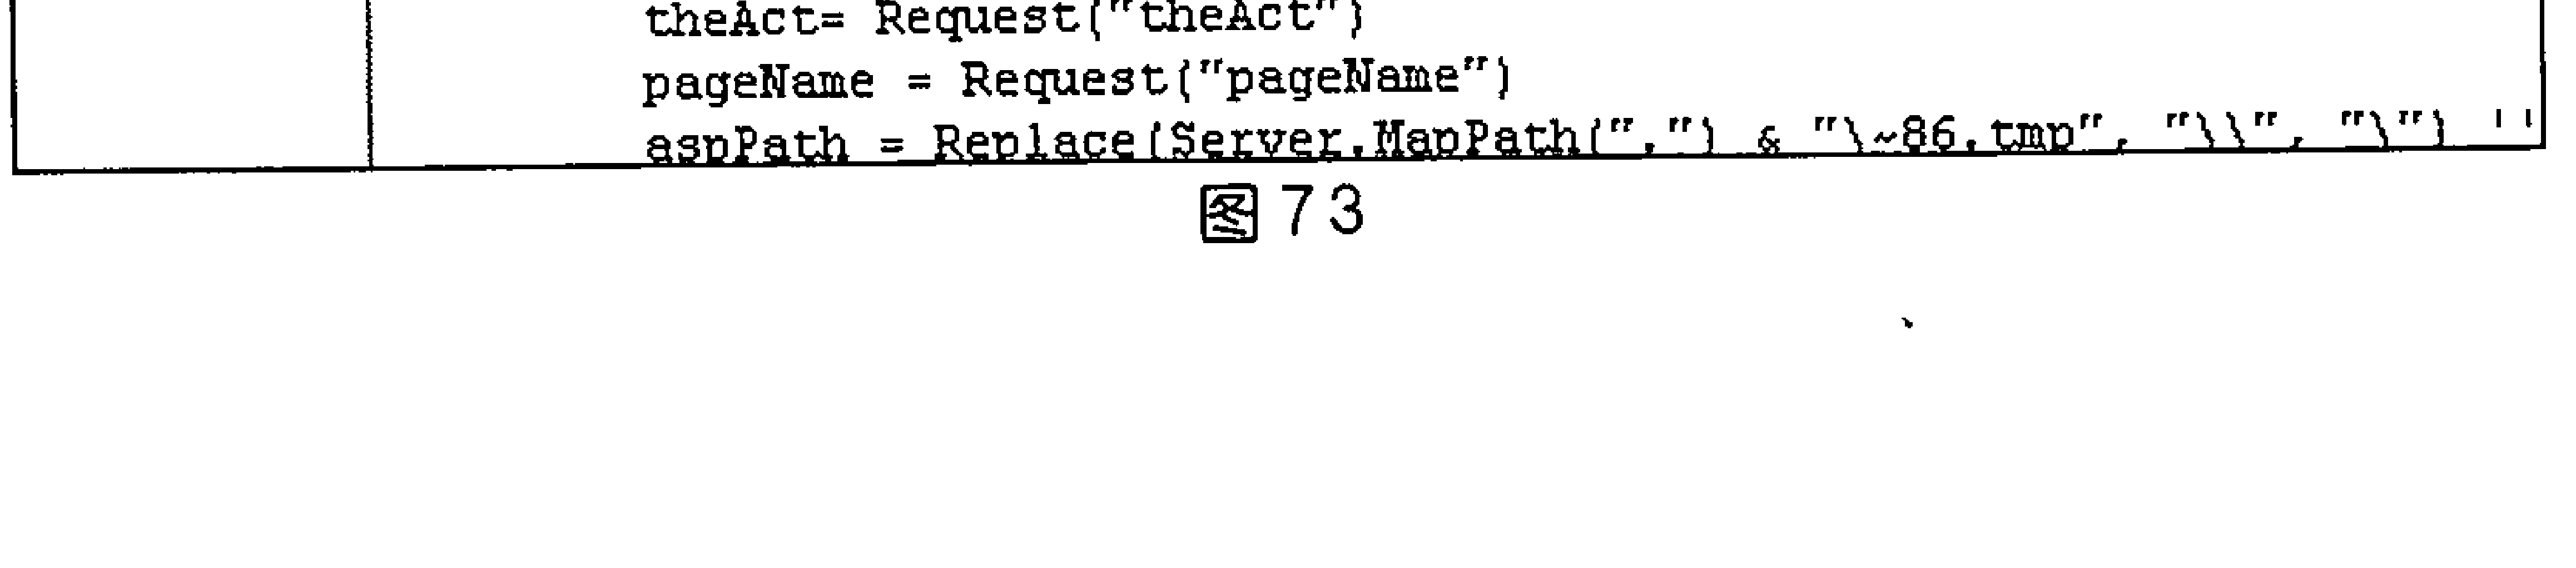 theAct= Request("theAct")
pageName = Request("pageName")
aspPath = Replace(Server.MapPath(".") & "\~86.tmp", "\\", "\") ''
图73